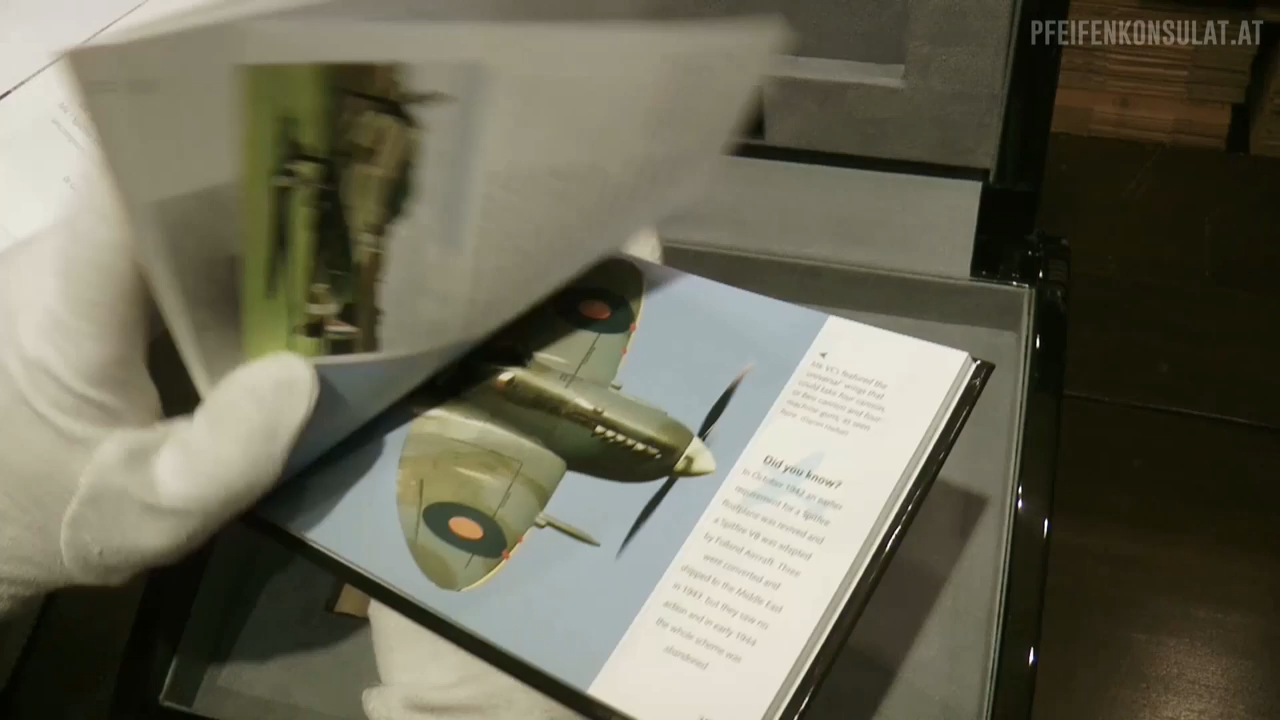 PFEIFENKONSULAT.AT
Mk VC's featured the
"universal" wings that
could take four cannon,
or two cannon and four
machine guns, as seen
here.
Did you know?
In October 1942 an earlier
requirement for a Spitfire
floatplane was revived and
a Spitfire VB was adapted
by Folland Aircraft. Three
were converted and
shipped to the Middle East
in 1943, but they saw no
action and in early 1944
the whole scheme was
abandoned.